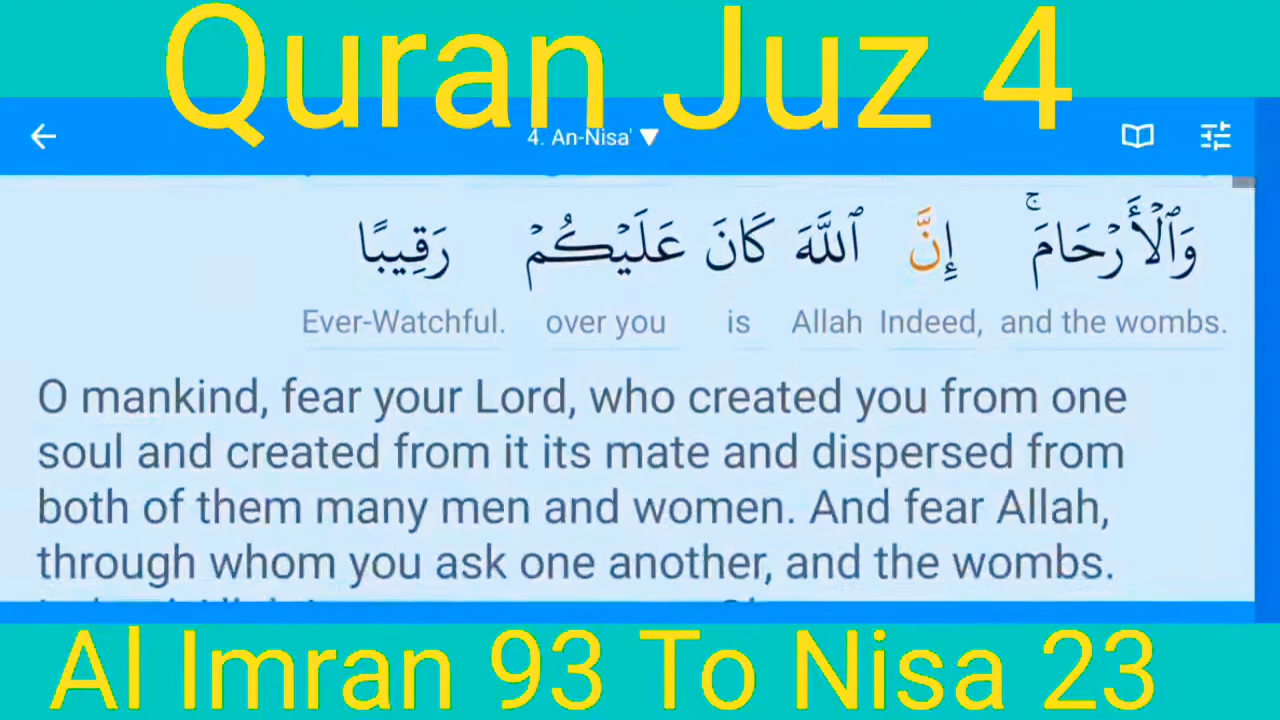 Quran Juz 4
4. An-Nisa'
وَٱلْأَرْحَامَ ۚ إِنَّ ٱللَّهَ كَانَ عَلَيْكُمْ رَقِيبًا
Ever-Watchful. over you is Allah Indeed, and the wombs.
O mankind, fear your Lord, who created you from one
soul and created from it its mate and dispersed from
both of them many men and women. And fear Allah,
through whom you ask one another, and the wombs.
Al Imran 93 To Nisa 23